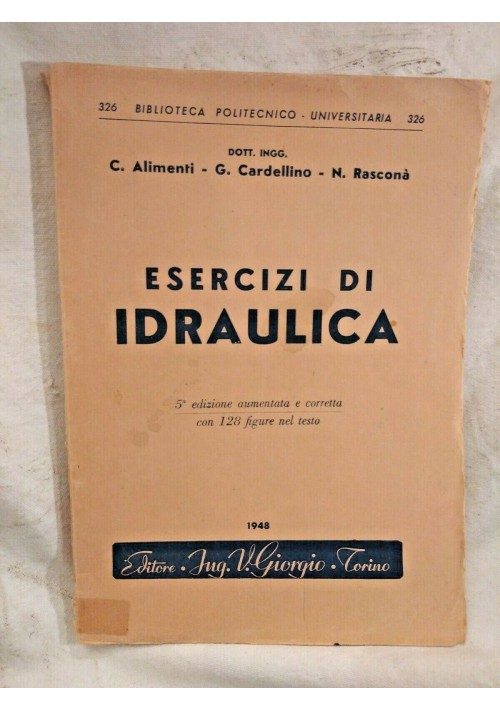 326 BIBLIOTECA POLITECNICO - UNIVERSITARIA 326
DOTT. INGG.
C. Alimenti - G. Cardellino - N. Rasconà
ESERCIZI DI
IDRAULICA
5ª edizione aumentata e corretta
con 128 figure nel testo
1948
Editore • Ing. V. Giorgio • Torino